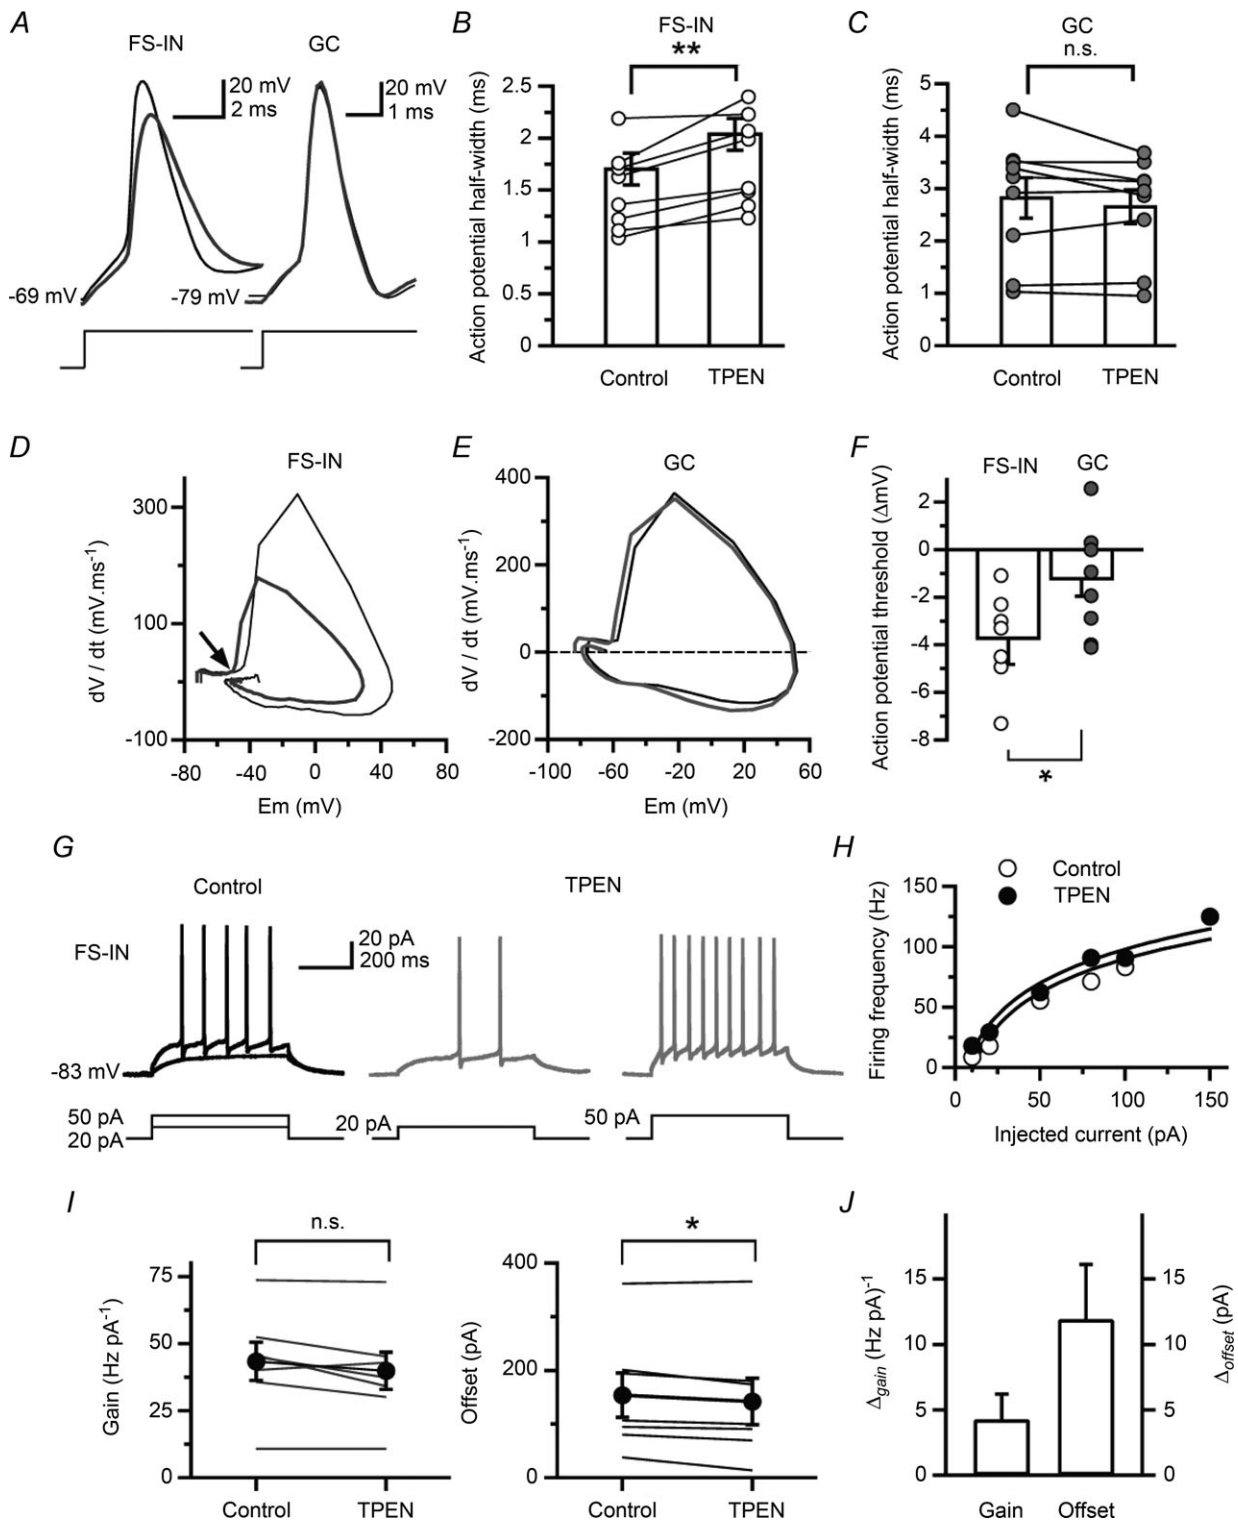 A
FS-IN
GC
20 mV
2 ms
20 mV
1 ms
-69 mV
-79 mV
B
FS-IN
**
Action potential half-width (ms)
2.5
2
1.5
1
0.5
0
Control
TPEN
C
GC
n.s.
Action potential half-width (ms)
5
4
3
2
1
0
Control
TPEN
D
FS-IN
dV / dt (mV.ms-1)
300
100
-100
-80
-40
0
40
80
Em (mV)
E
GC
dV / dt (mV.ms-1)
400
200
0
-200
-100
-60
-20
20
60
Em (mV)
F
FS-IN
GC
Action potential threshold (ΔmV)
2
0
-2
-4
-6
-8
*
G
Control
TPEN
FS-IN
20 pA
200 ms
-83 mV
50 pA
20 pA
20 pA
50 pA
H
Control
TPEN
Firing frequency (Hz)
150
100
50
0
0
50
100
150
Injected current (pA)
I
n.s.
Gain (Hz pA-1)
75
50
25
0
Control
TPEN
*
Offset (pA)
400
200
0
Control
TPEN
J
Δgain (Hz pA)-1
15
10
5
0
15
10
5
0
Δoffset (pA)
Gain
Offset